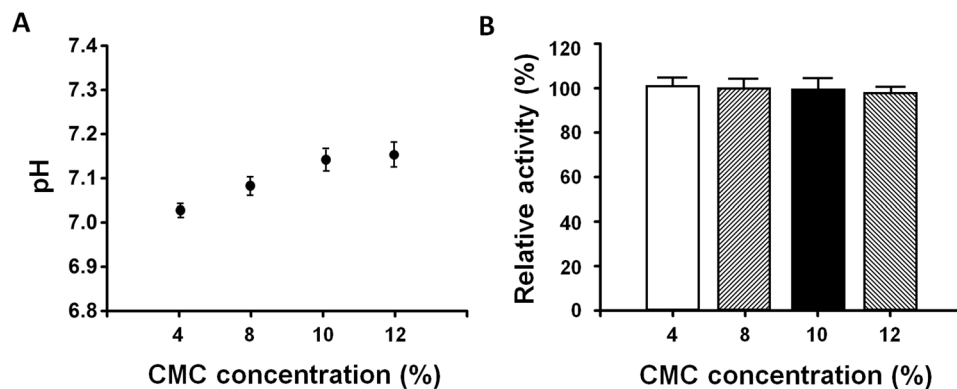 A
7.4
7.3
7.2
7.1
7.0
6.9
6.8
pH
4 8 10 12
CMC concentration (%)
B
120
100
80
60
40
20
0
Relative activity (%)
4 8 10 12
CMC concentration (%)